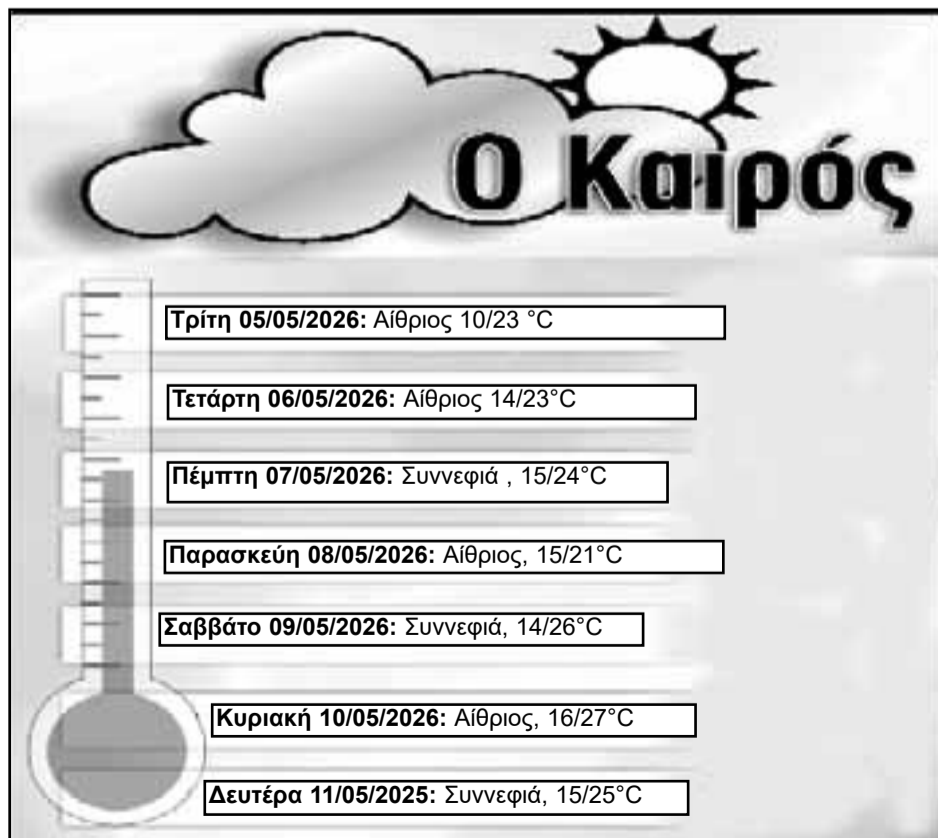 Ο Καιρός
Τρίτη 05/05/2026: Αίθριος 10/23 °C
Τετάρτη 06/05/2026: Αίθριος 14/23°C
Πέμπτη 07/05/2026: Συννεφιά , 15/24°C
Παρασκεύη 08/05/2026: Αίθριος, 15/21°C
Σαββάτο 09/05/2026: Συννεφιά, 14/26°C
Κυριακή 10/05/2026: Αίθριος, 16/27°C
Δευτέρα 11/05/2025: Συννεφιά, 15/25°C